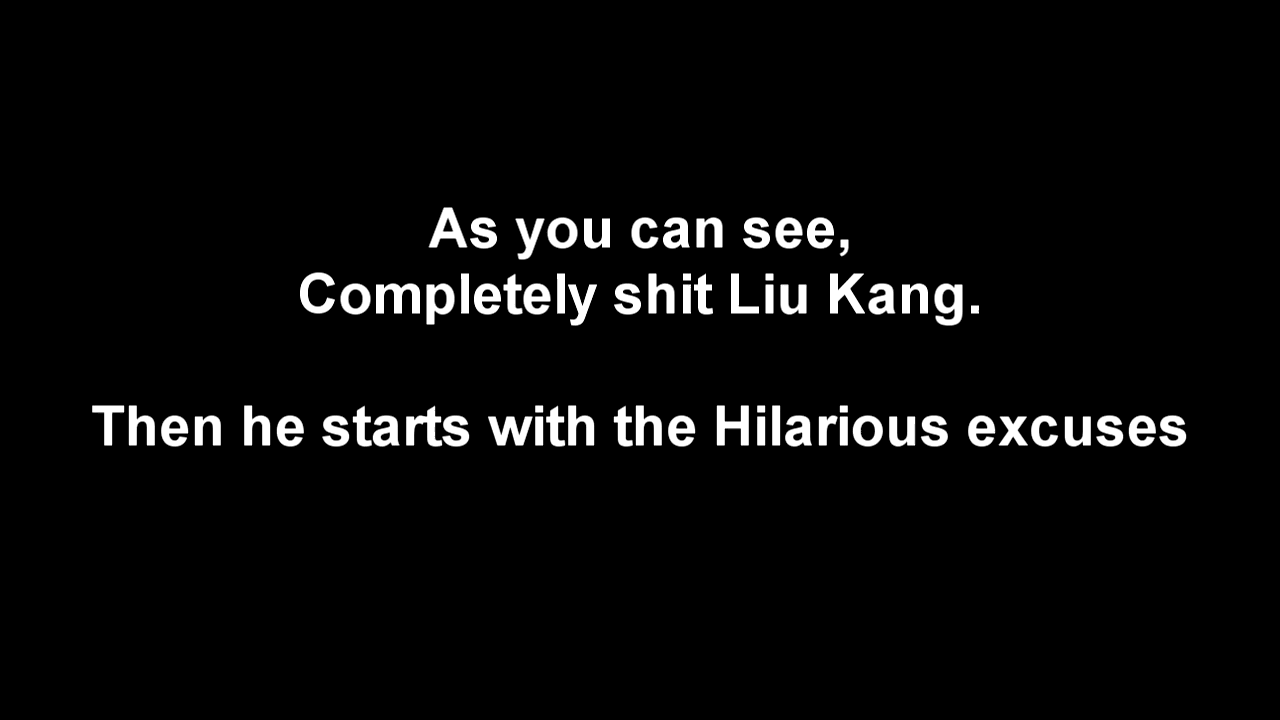 As you can see,
Completely shit Liu Kang.
Then he starts with the Hilarious excuses